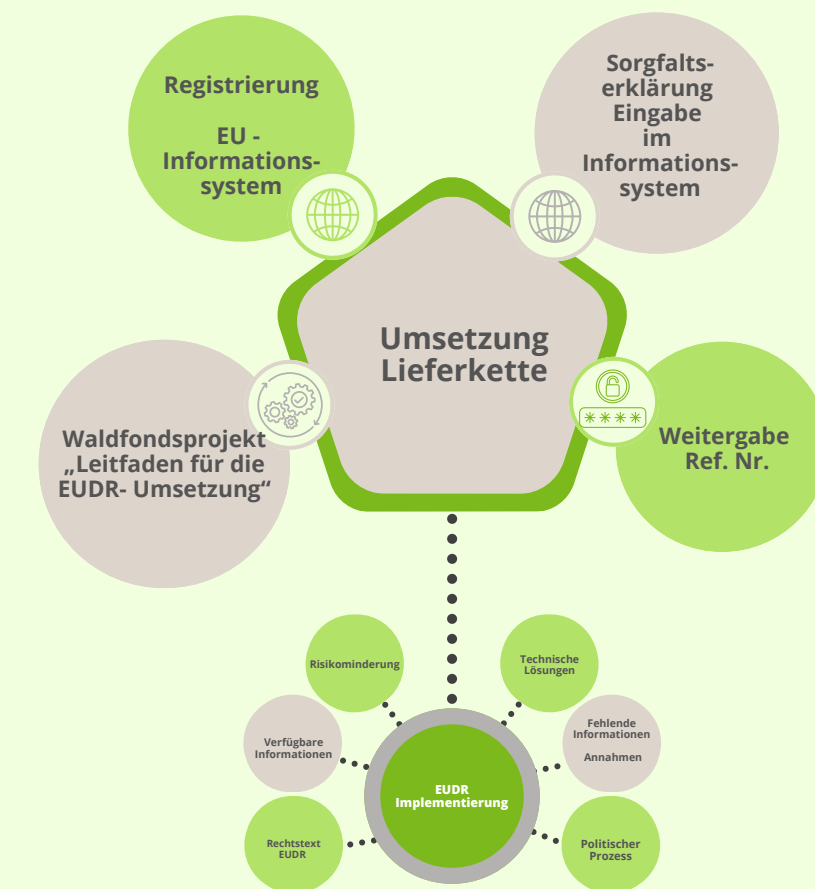 Registrierung
EU -
Informations-
system
Sorgfalts-
erklärung
Eingabe
im
Informations-
system
Umsetzung
Lieferkette
Waldfondsprojekt
„Leitfaden für die
EUDR- Umsetzung“
****
Weitergabe
Ref. Nr.
Risikominderung
Technische
Lösungen
Verfügbare
Informationen
Fehlende
Informationen
Annahmen
EUDR
Implementierung
Rechtstext
EUDR
Politischer
Prozess